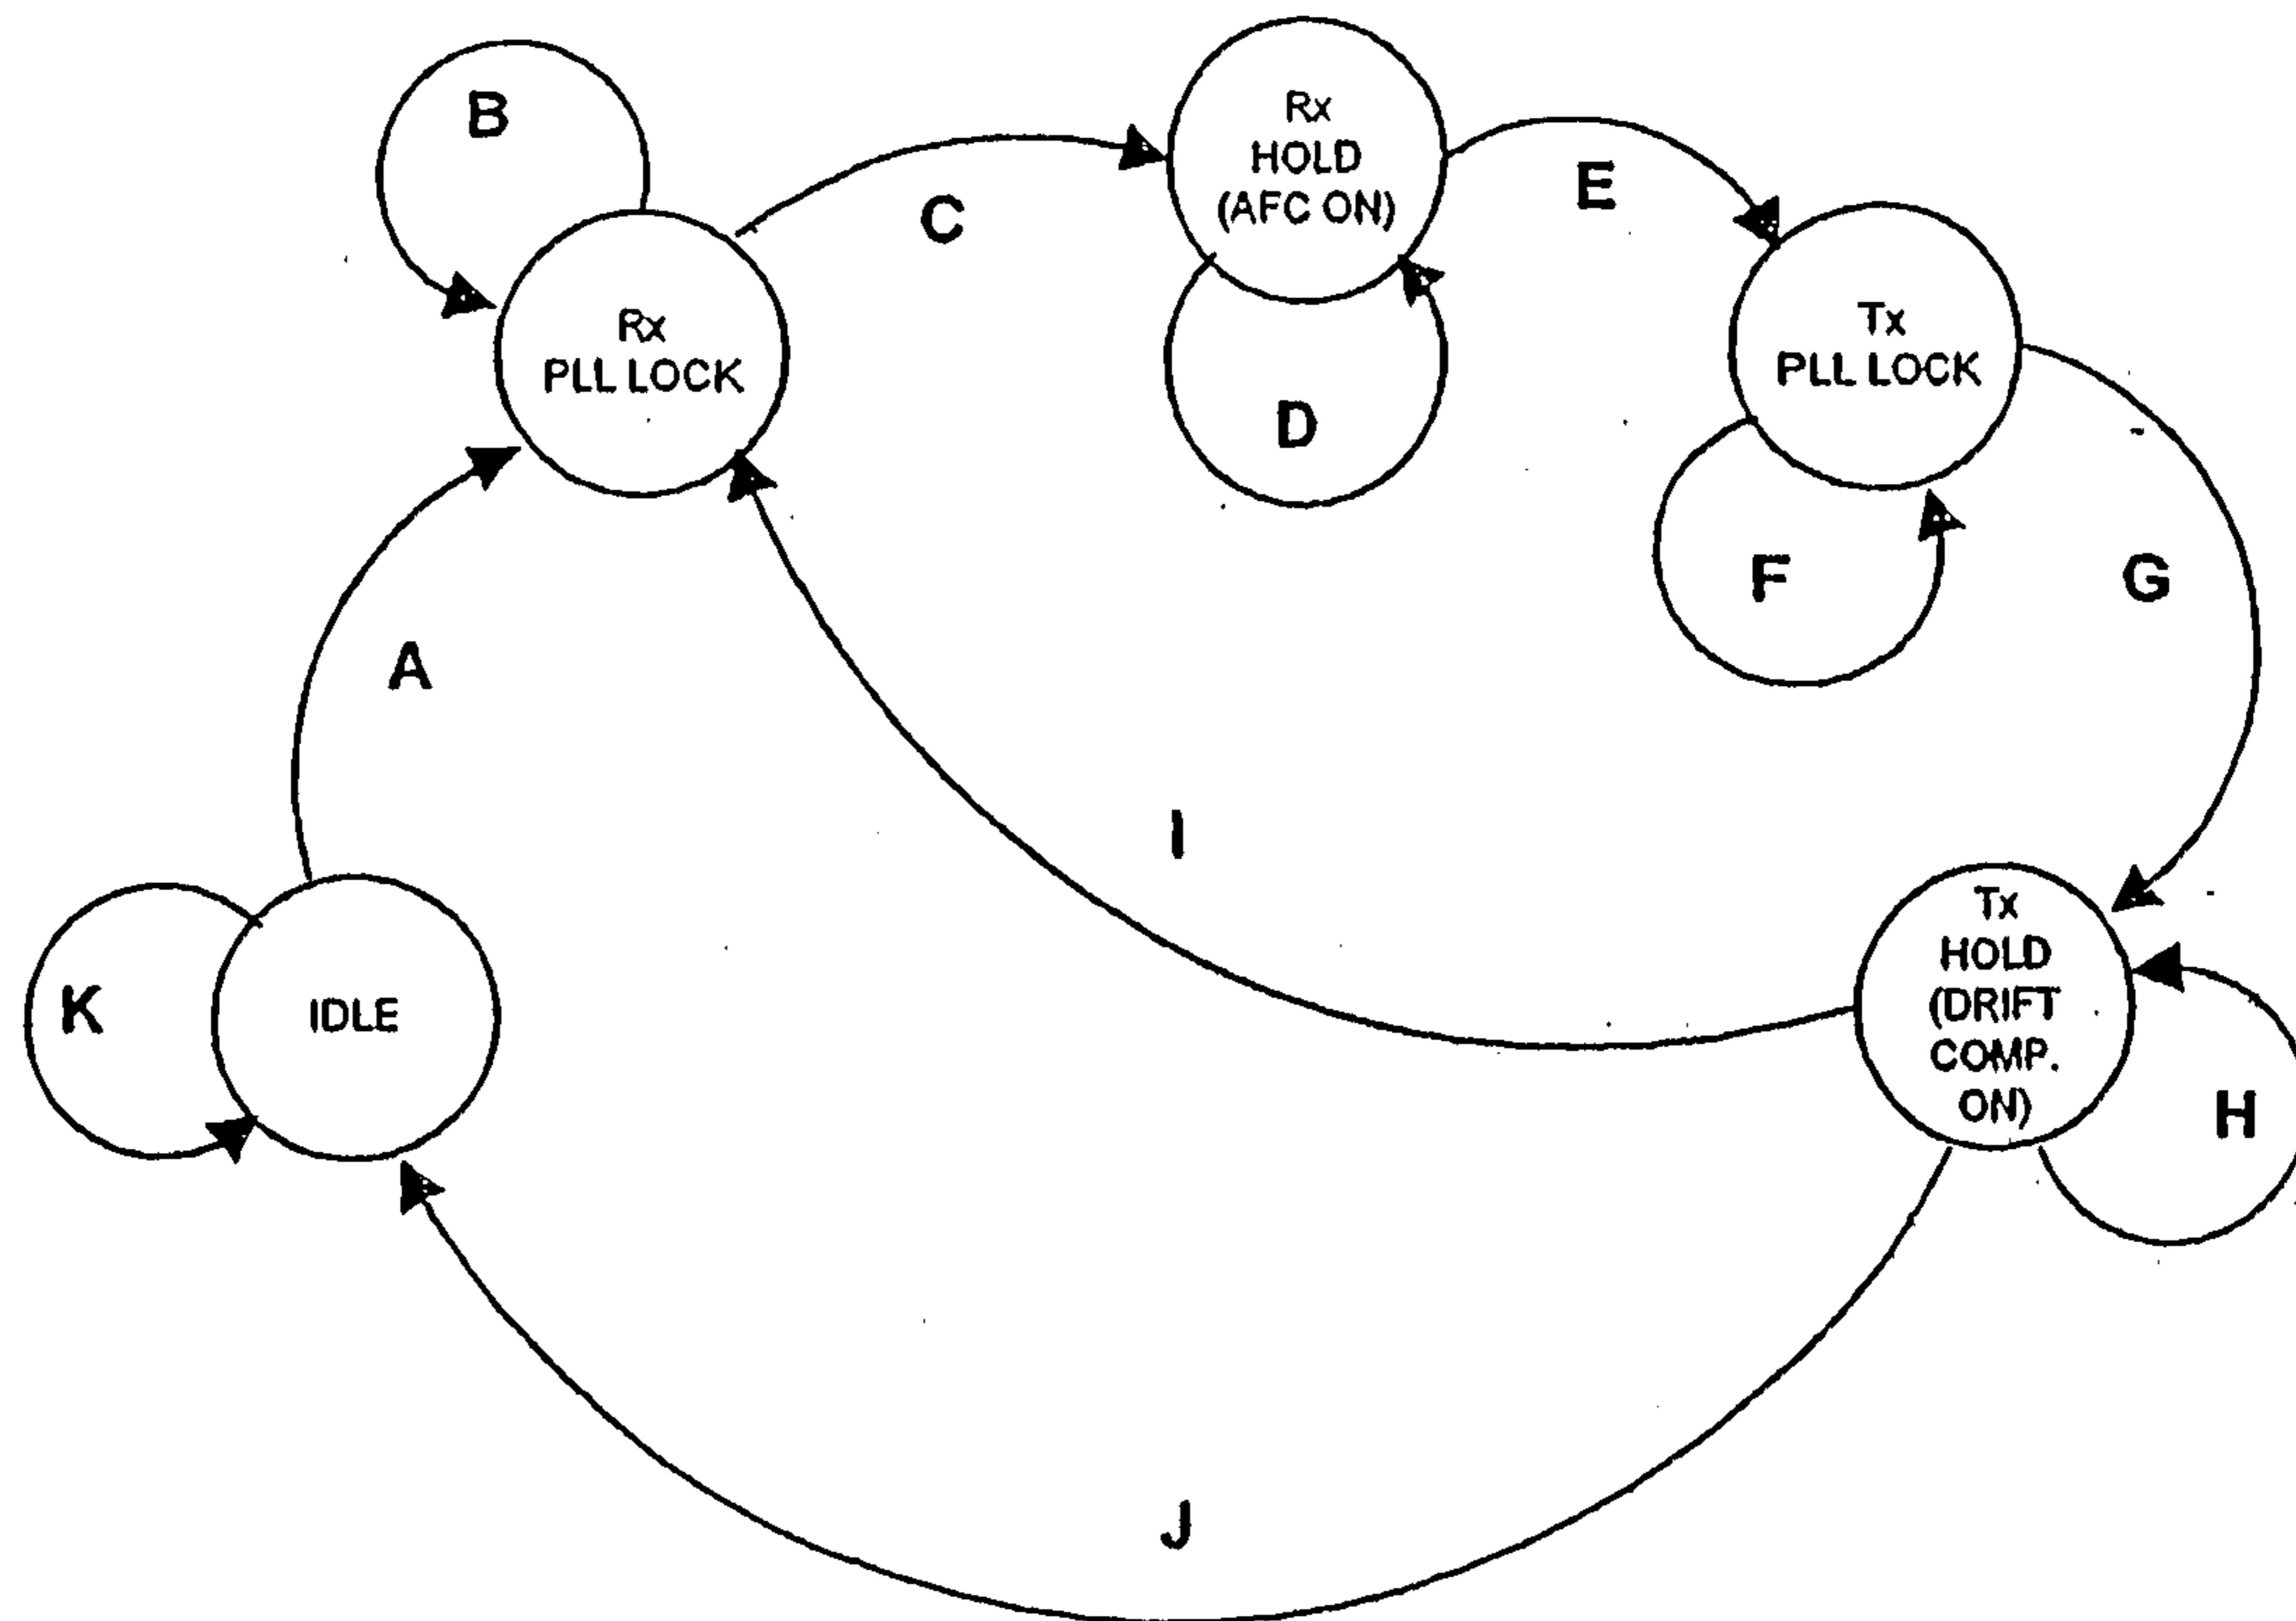 B
Rx
HOLD
(AFC ON)
E
C
Rx
PLL LOCK
Tx
PLL LOCK
D
F
G
A
I
Tx
HOLD
(DRIFT
COMP.
ON)
K
IDLE
H
J